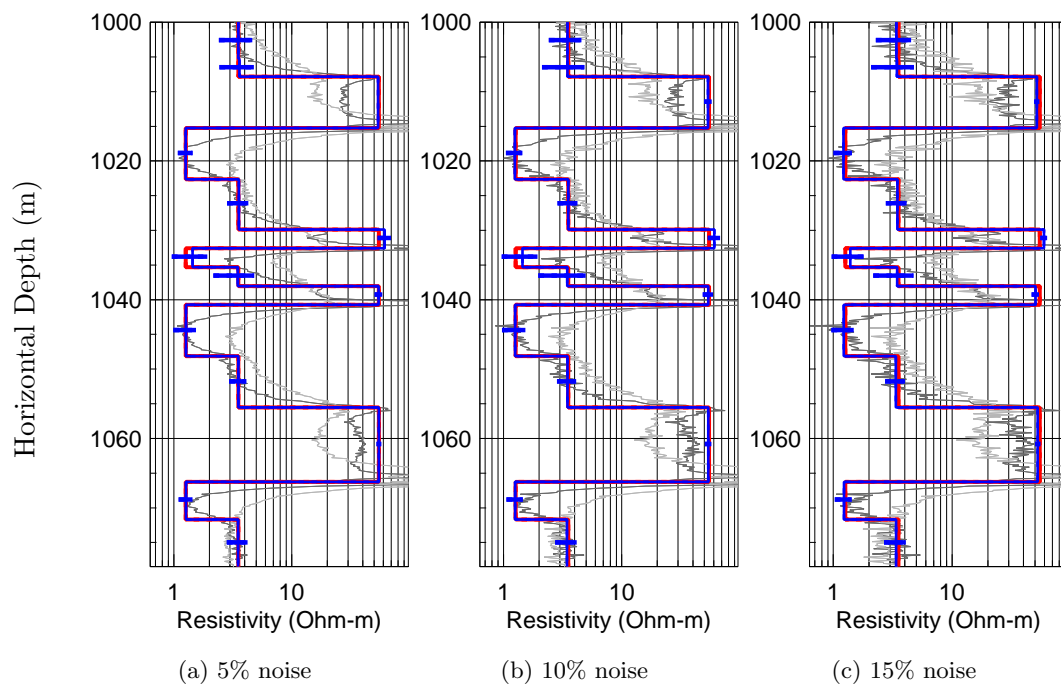 Horizontal Depth (m)
1000
1020
1040
1060
1 10
Resistivity (Ohm-m)
(a) 5% noise
1000
1020
1040
1060
1 10
Resistivity (Ohm-m)
(b) 10% noise
1000
1020
1040
1060
1 10
Resistivity (Ohm-m)
(c) 15% noise